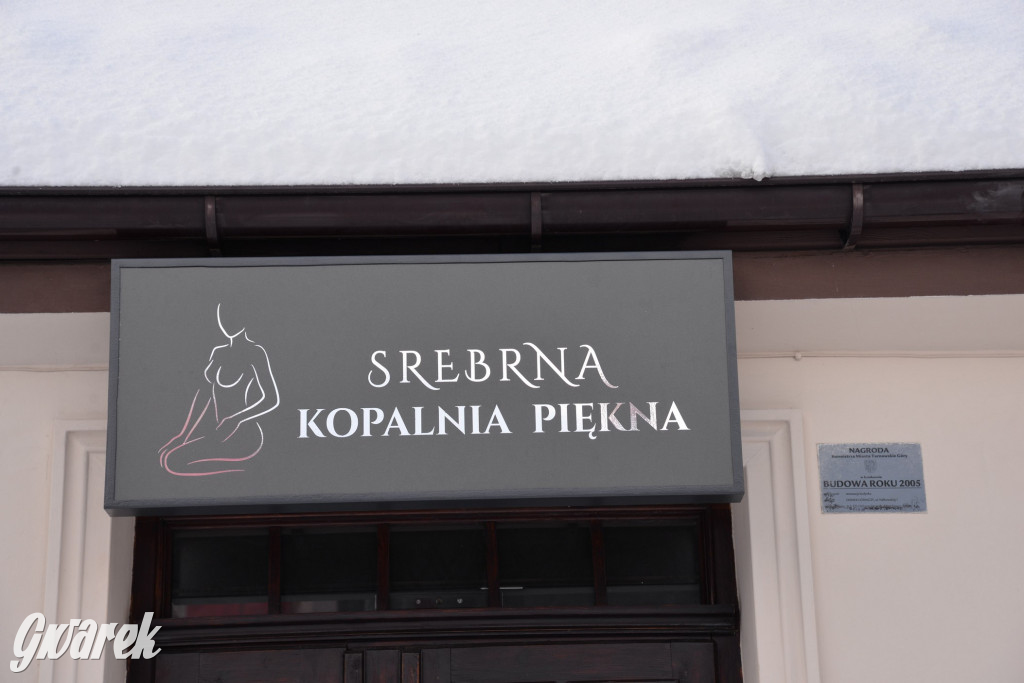 SREBRNA
KOPALNIA PIĘKNA
NAGRODA
BUDOWA ROKU 2005
Gwarek